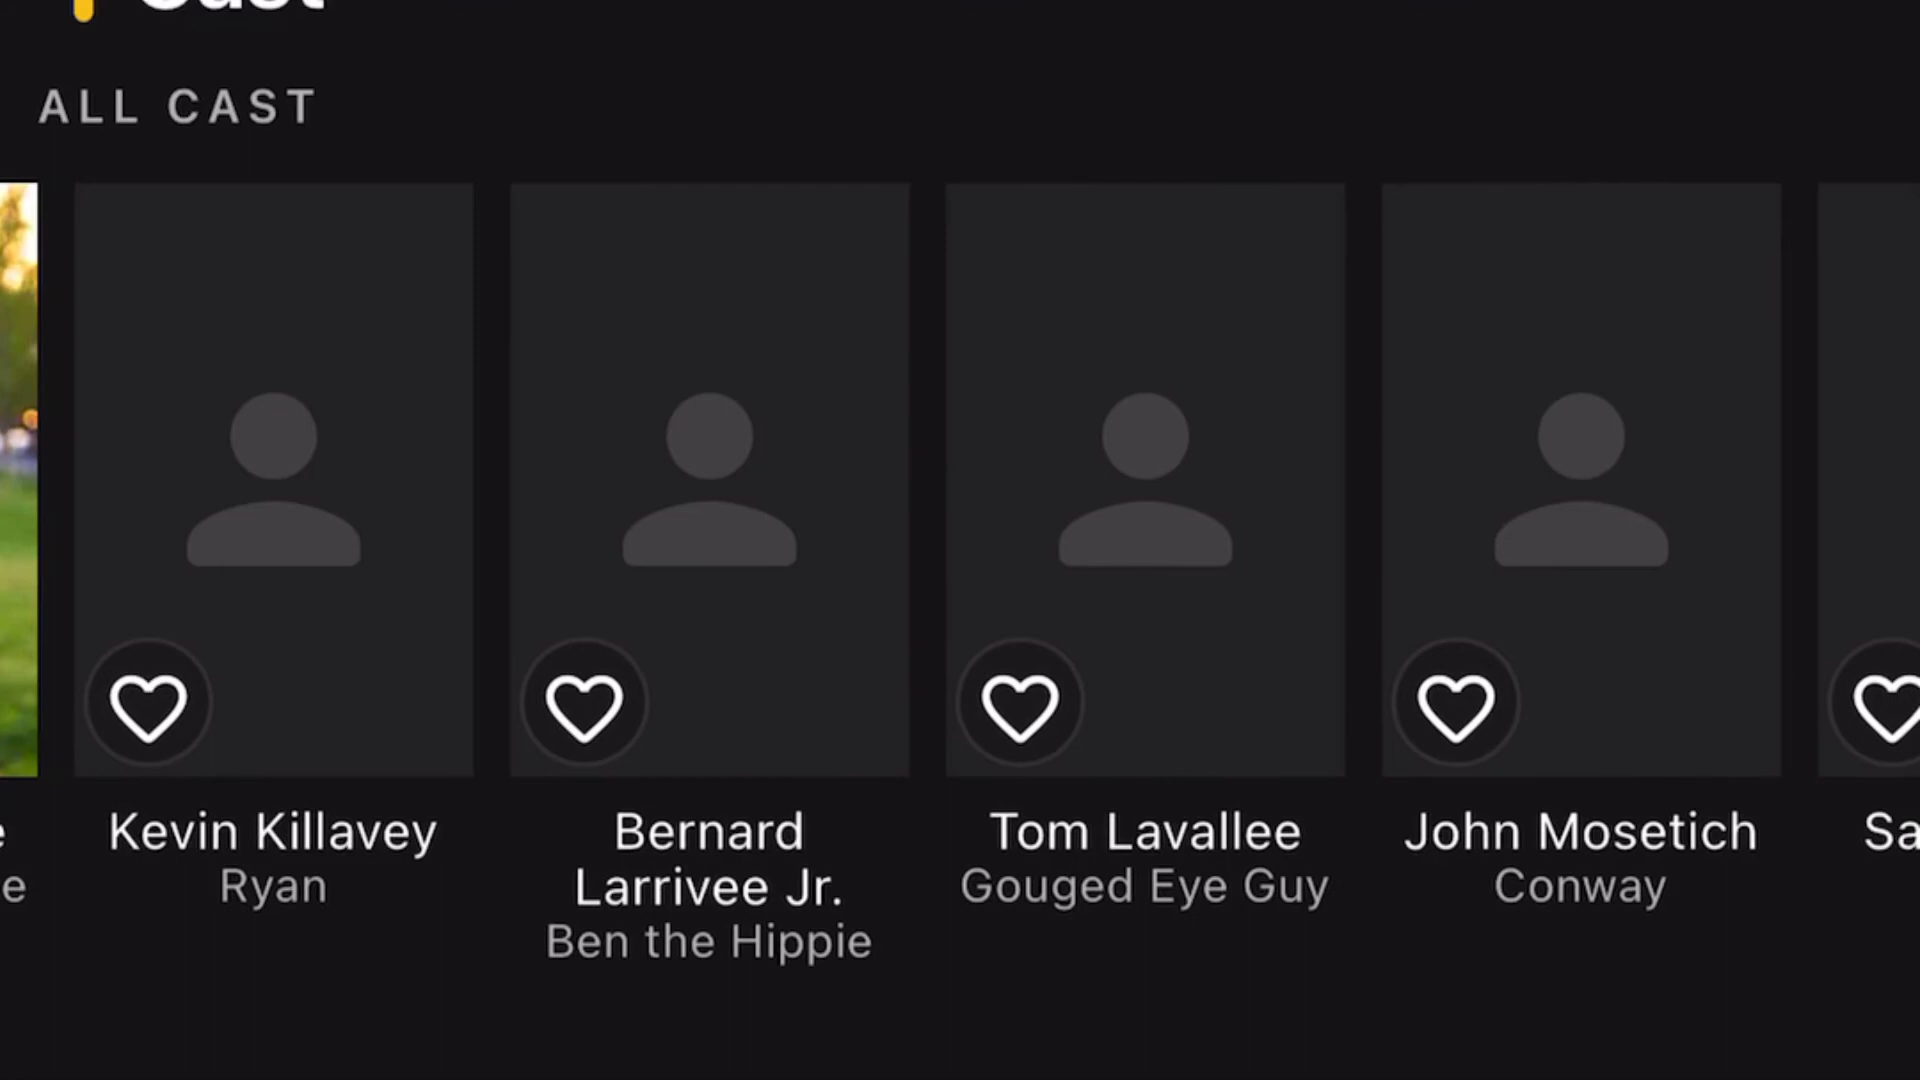 Cast
ALL CAST
Kevin Killavey
Ryan
Bernard
Larrivee Jr.
Ben the Hippie
Tom Lavallee
Gouged Eye Guy
John Mosetich
Conway